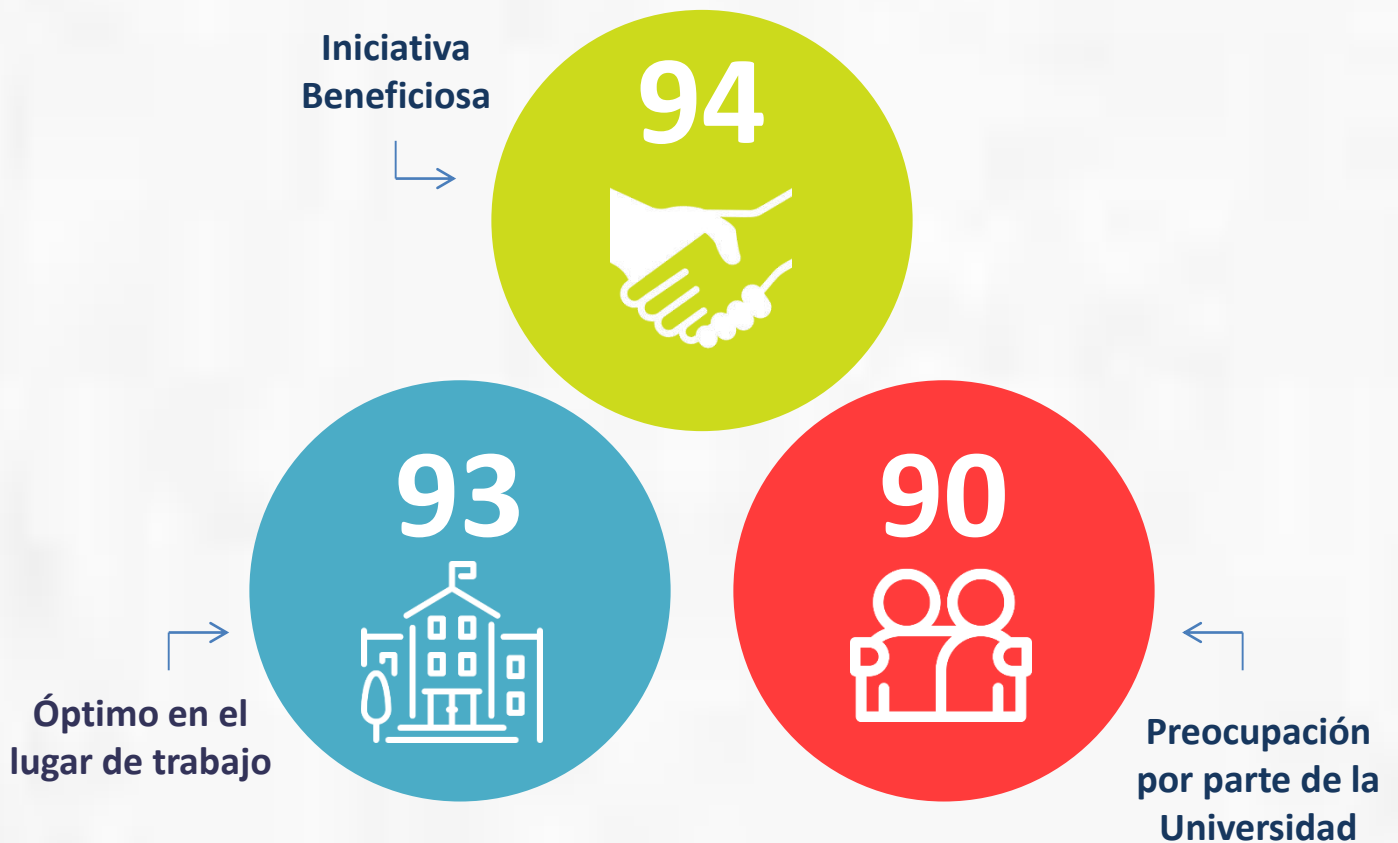 Iniciativa
Beneficiosa
94
93
90
Óptimo en el
lugar de trabajo
Preocupación
por parte de la
Universidad